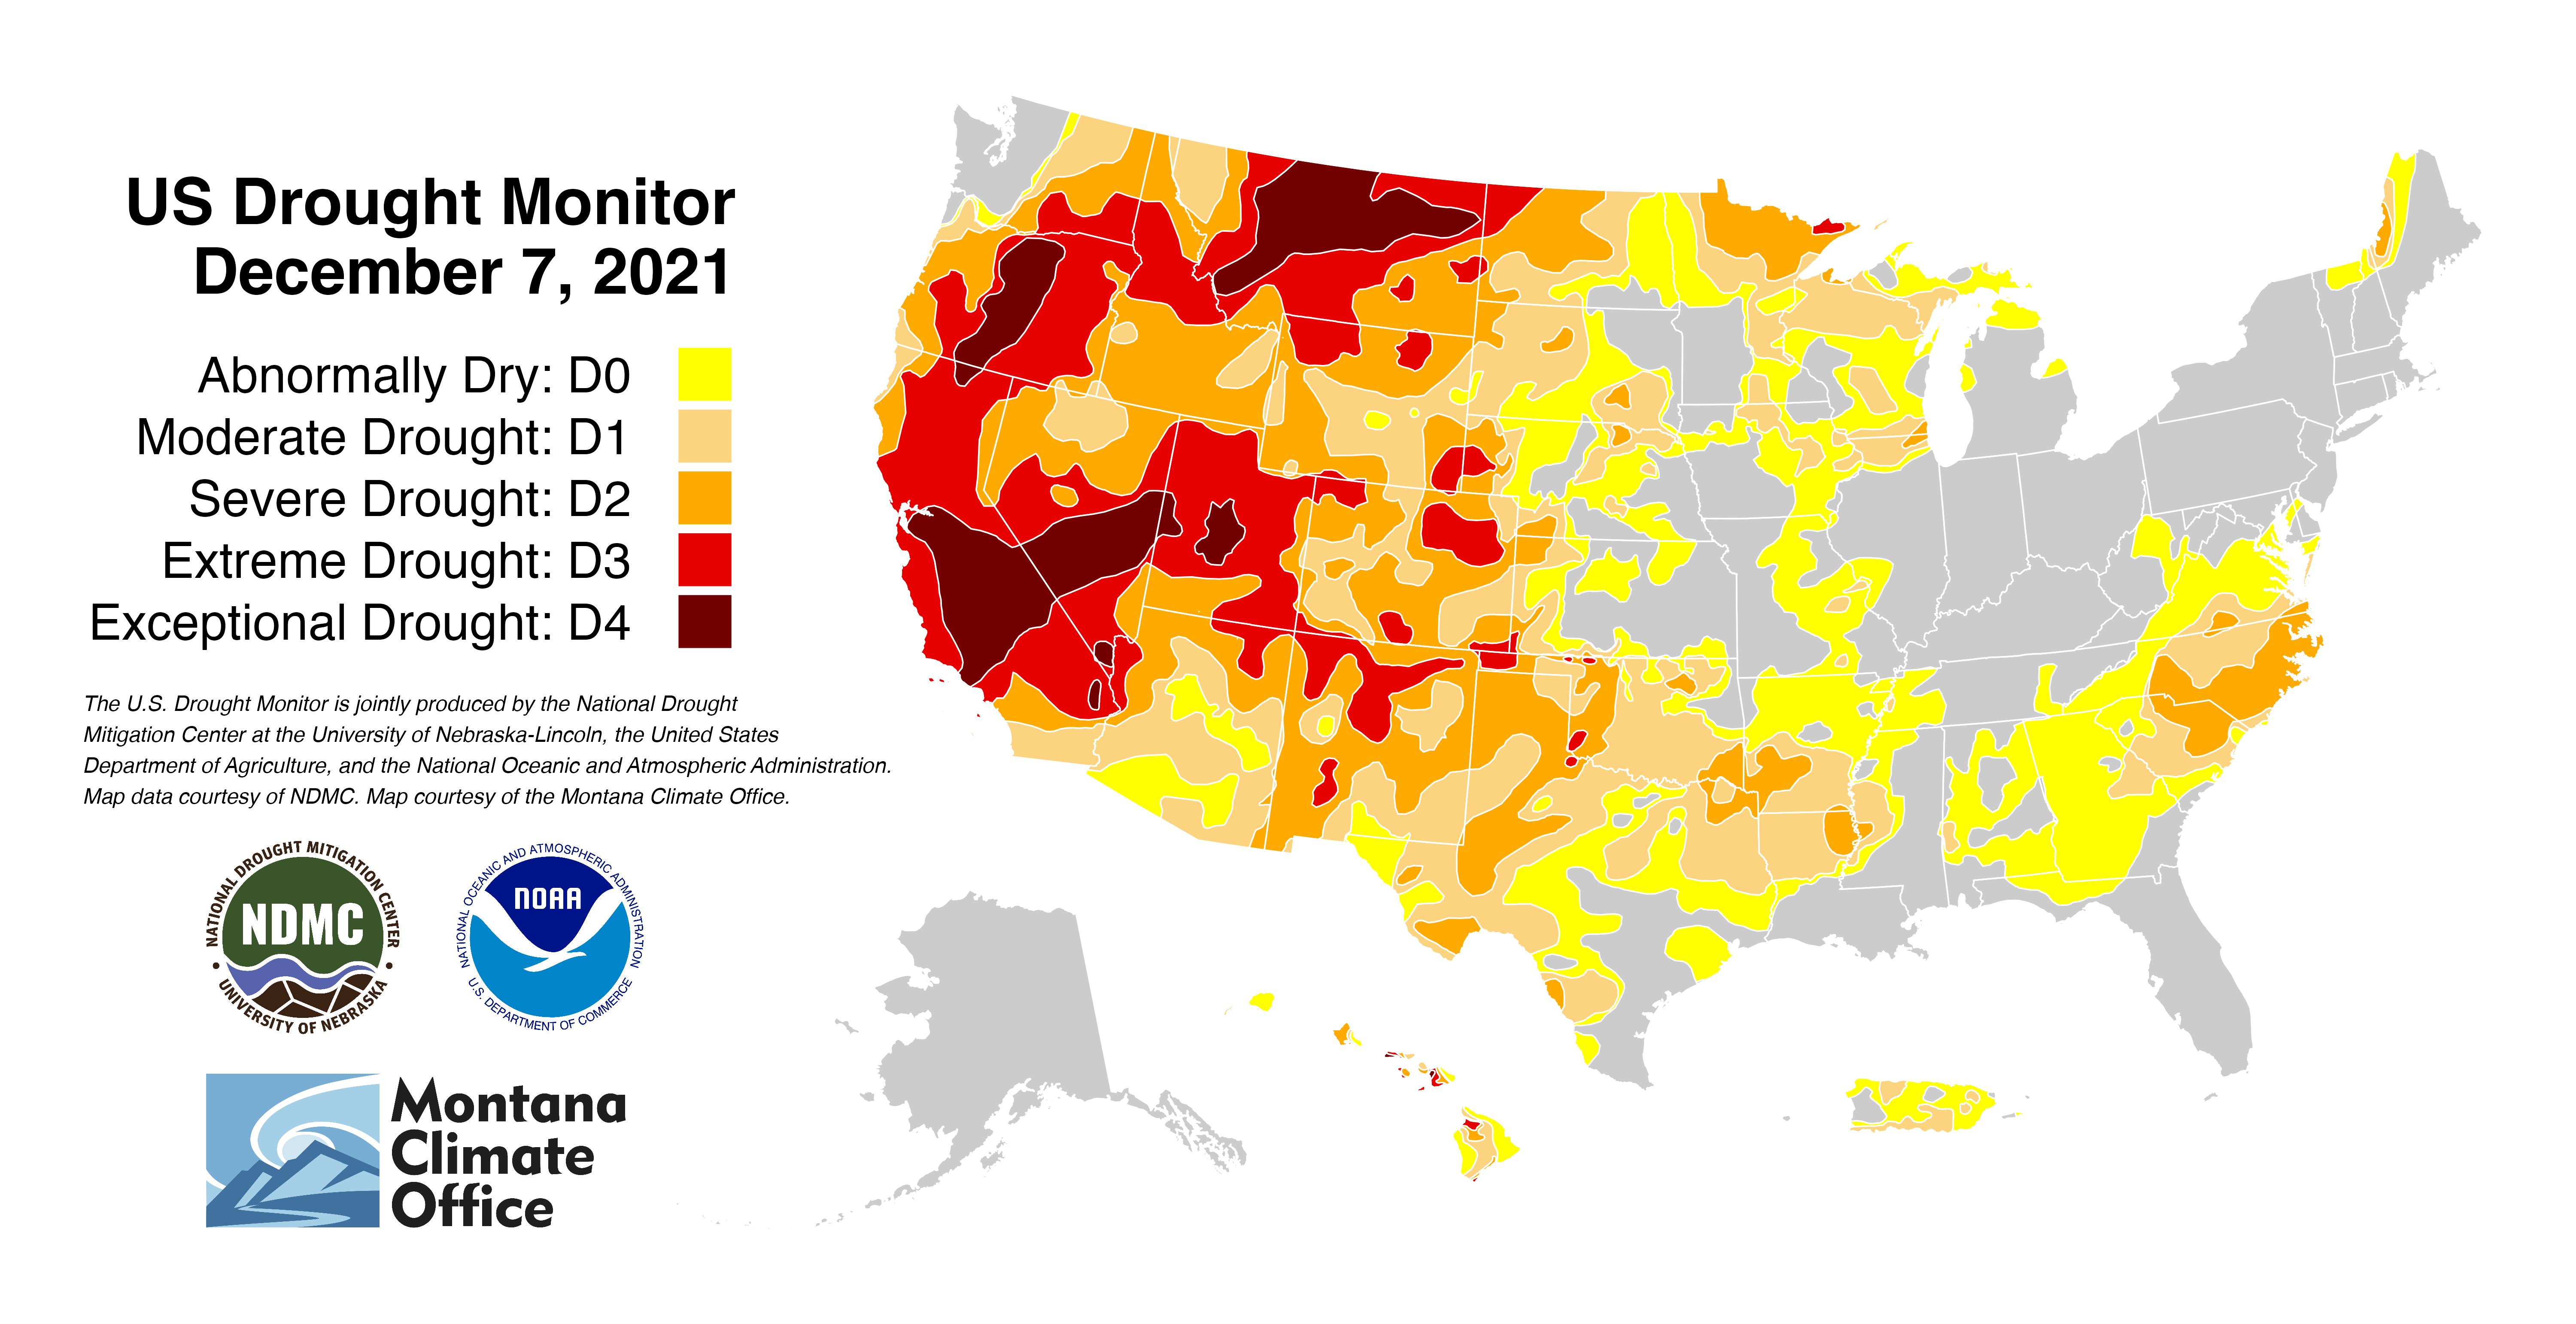 US Drought Monitor
December 7, 2021
Abnormally Dry: D0
Moderate Drought: D1
Severe Drought: D2
Extreme Drought: D3
Exceptional Drought: D4
The U.S. Drought Monitor is jointly produced by the National Drought
Mitigation Center at the University of Nebraska-Lincoln, the United States
Department of Agriculture, and the National Oceanic and Atmospheric Administration.
Map data courtesy of NDMC. Map courtesy of the Montana Climate Office.
NATIONAL DROUGHT MITIGATION CENTER
NDMC
• UNIVERSITY OF NEBRASKA •
NATIONAL OCEANIC AND ATMOSPHERIC ADMINISTRATION
NOAA
U.S. DEPARTMENT OF COMMERCE
Montana
Climate
Office